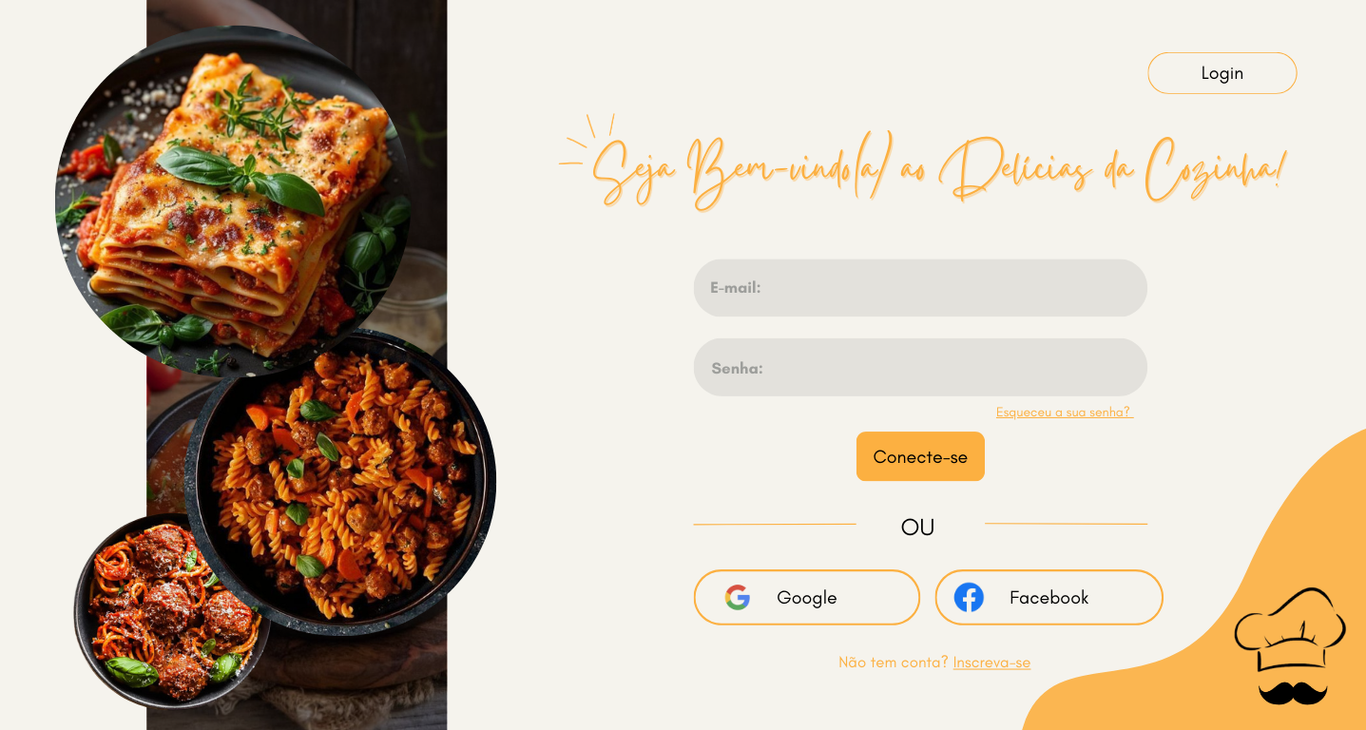 Login
Seja Bem-vindo(a) ao Delícias da Cozinha!
E-mail:
Senha:
Esqueceu a sua senha?
Conecte-se
OU
Google
Facebook
Não tem conta? Inscreva-se